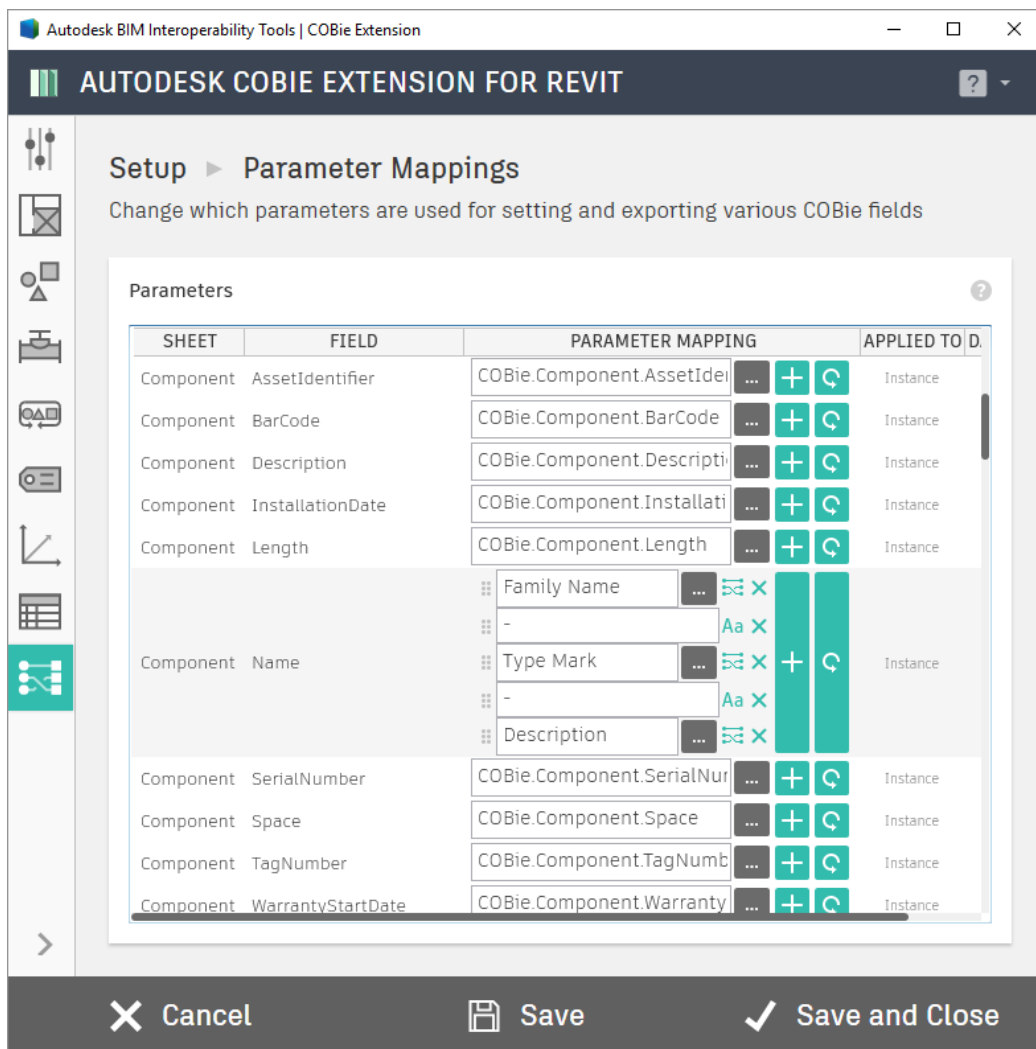 Autodesk BIM Interoperability Tools | COBie Extension
AUTODESK COBIE EXTENSION FOR REVIT
?
Setup ► Parameter Mappings
Change which parameters are used for setting and exporting various COBie fields
Parameters ?
SHEET FIELD PARAMETER MAPPING APPLIED TO
Component AssetIdentifier COBie.Component.AssetIde ... Instance
Component BarCode COBie.Component.BarCode ... Instance
Component Description COBie.Component.Descripti ... Instance
Component InstallationDate COBie.Component.Installati ... Instance
Component Length COBie.Component.Length ... Instance
Family Name ...
- Aa
Component Name Type Mark ... Instance
- Aa
Description ...
Component SerialNumber COBie.Component.SerialNu ... Instance
Component Space COBie.Component.Space ... Instance
Component TagNumber COBie.Component.TagNumb ... Instance
Component WarrantyStartDate COBie.Component.Warranty ... Instance
Cancel Save Save and Close